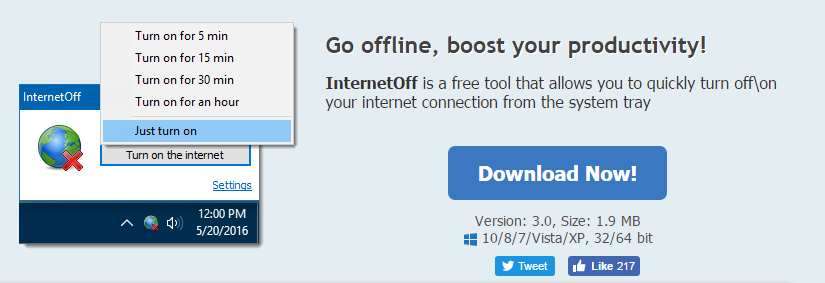 Turn on for 5 min
Turn on for 15 min
Turn on for 30 min
Turn on for an hour
Just turn on
InternetOff
Turn on the internet
Settings
12:00 PM
5/20/2016
Go offline, boost your productivity!
InternetOff is a free tool that allows you to quickly turn off\on
your internet connection from the system tray
Download Now!
Version: 3.0, Size: 1.9 MB
10/8/7/Vista/XP, 32/64 bit
Tweet
Like 217